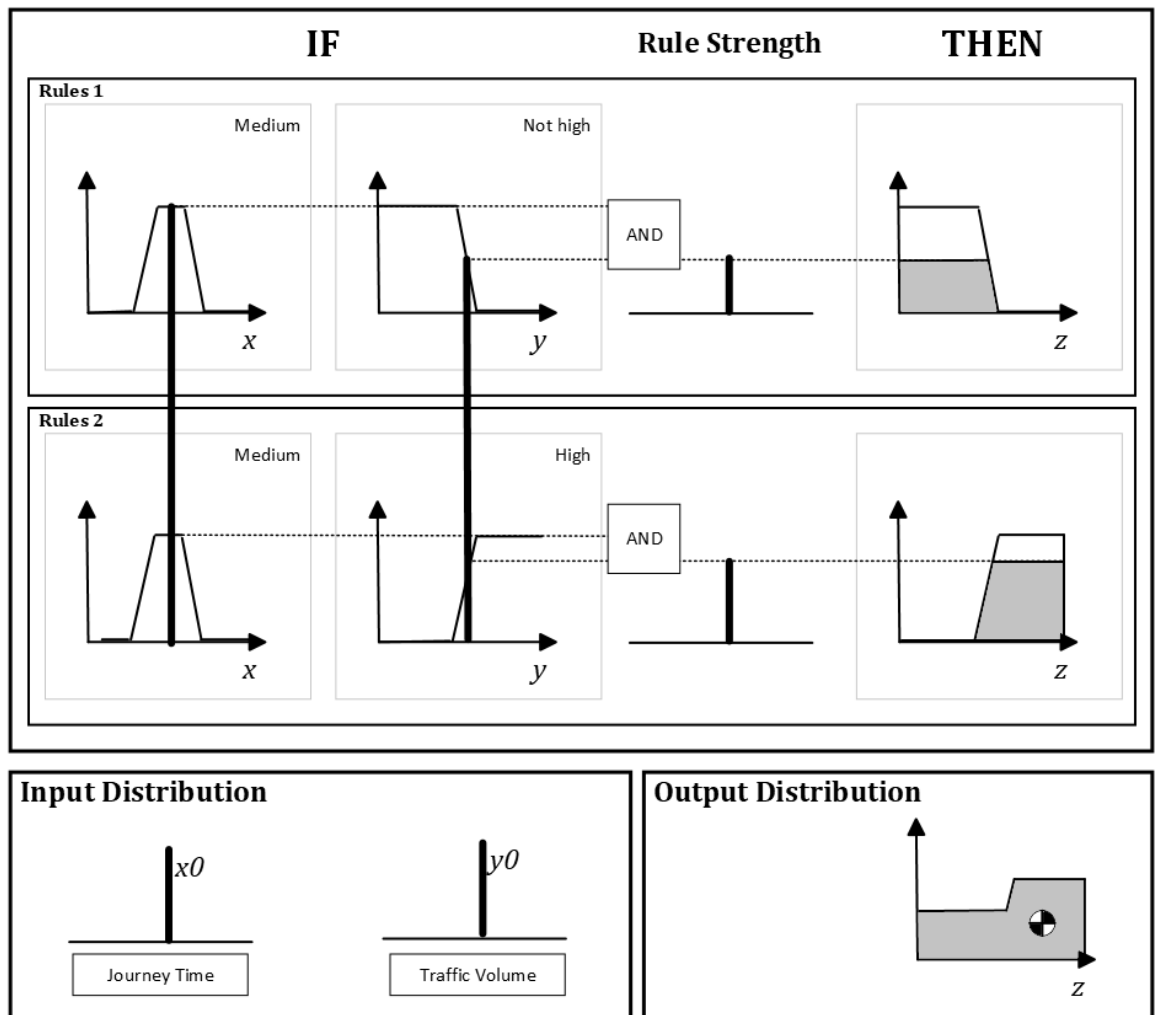 IF Rule Strength THEN
Rules 1
Medium Not high
AND
x y z
Rules 2
Medium High
AND
x y z
Input Distribution Output Distribution
x0 y0
Journey Time Traffic Volume
z